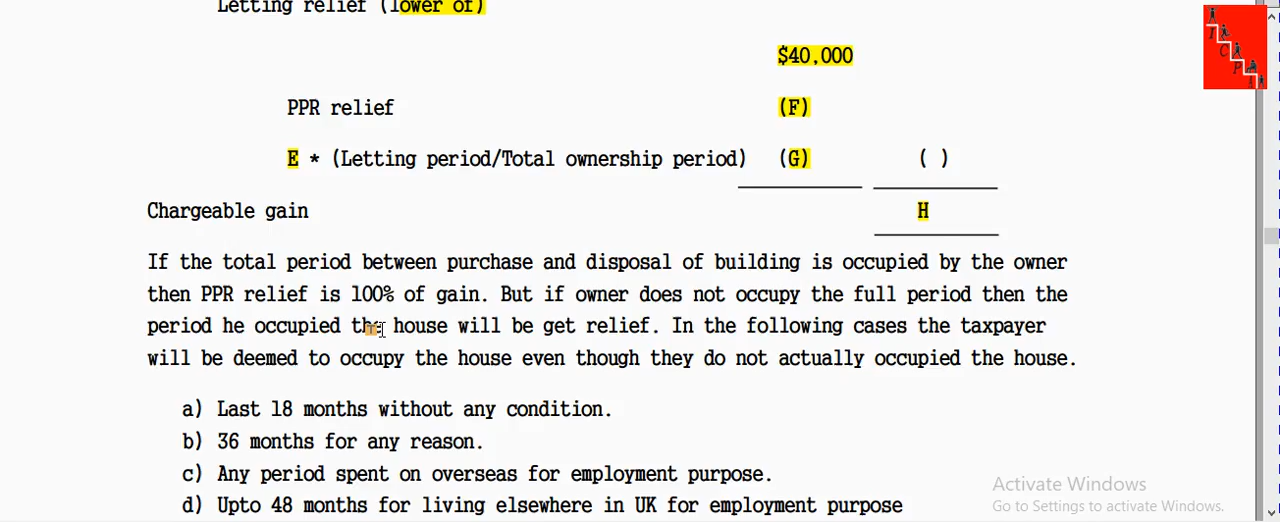 Letting relief (lower of)
$40,000
PPR relief (F)
E * (Letting period/Total ownership period) (G) ( )
Chargeable gain H
If the total period between purchase and disposal of building is occupied by the owner
then PPR relief is 100% of gain. But if owner does not occupy the full period then the
period he occupied the house will be get relief. In the following cases the taxpayer
will be deemed to occupy the house even though they do not actually occupied the house.
a) Last 18 months without any condition.
b) 36 months for any reason.
c) Any period spent on overseas for employment purpose.
d) Upto 48 months for living elsewhere in UK for employment purpose
Activate Windows
Go to Settings to activate Windows.
I
C
P